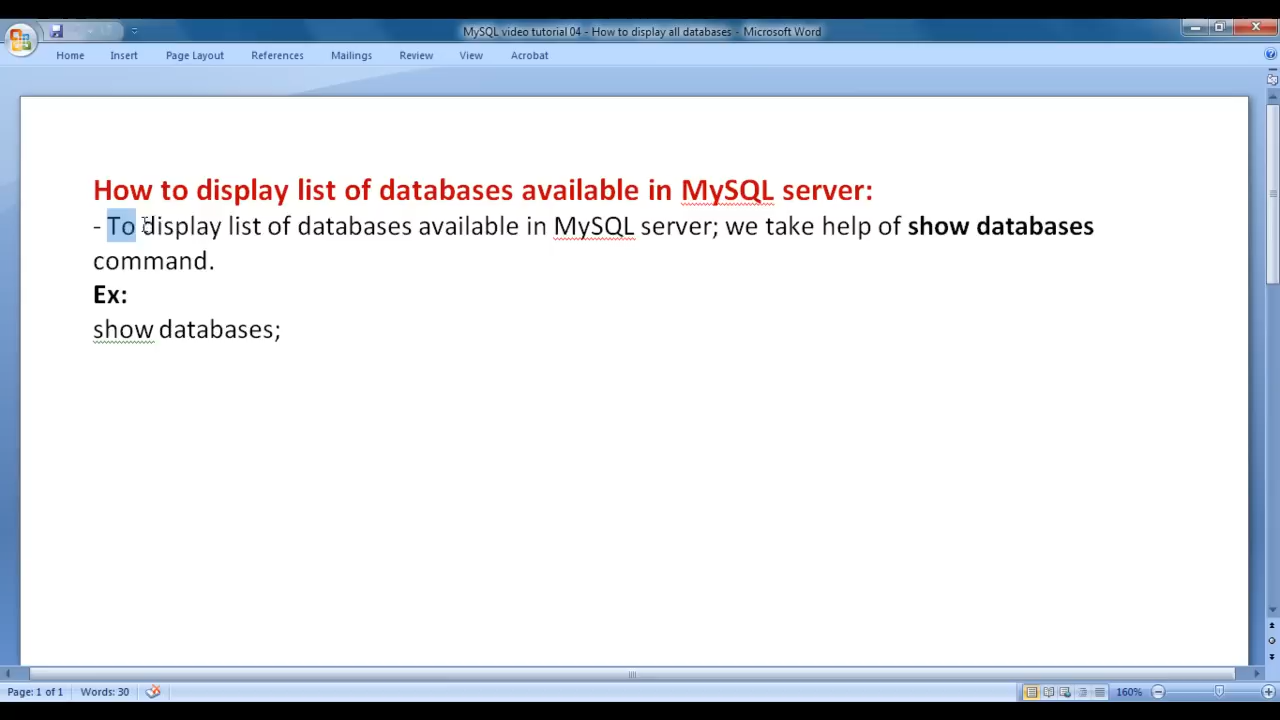 MySQL video tutorial 04 - How to display all databases - Microsoft Word
Home Insert Page Layout References Mailings Review View Acrobat
How to display list of databases available in MySQL server:
- To display list of databases available in MySQL server; we take help of show databases
command.
Ex:
show databases;
Page: 1 of 1 Words: 30 160%